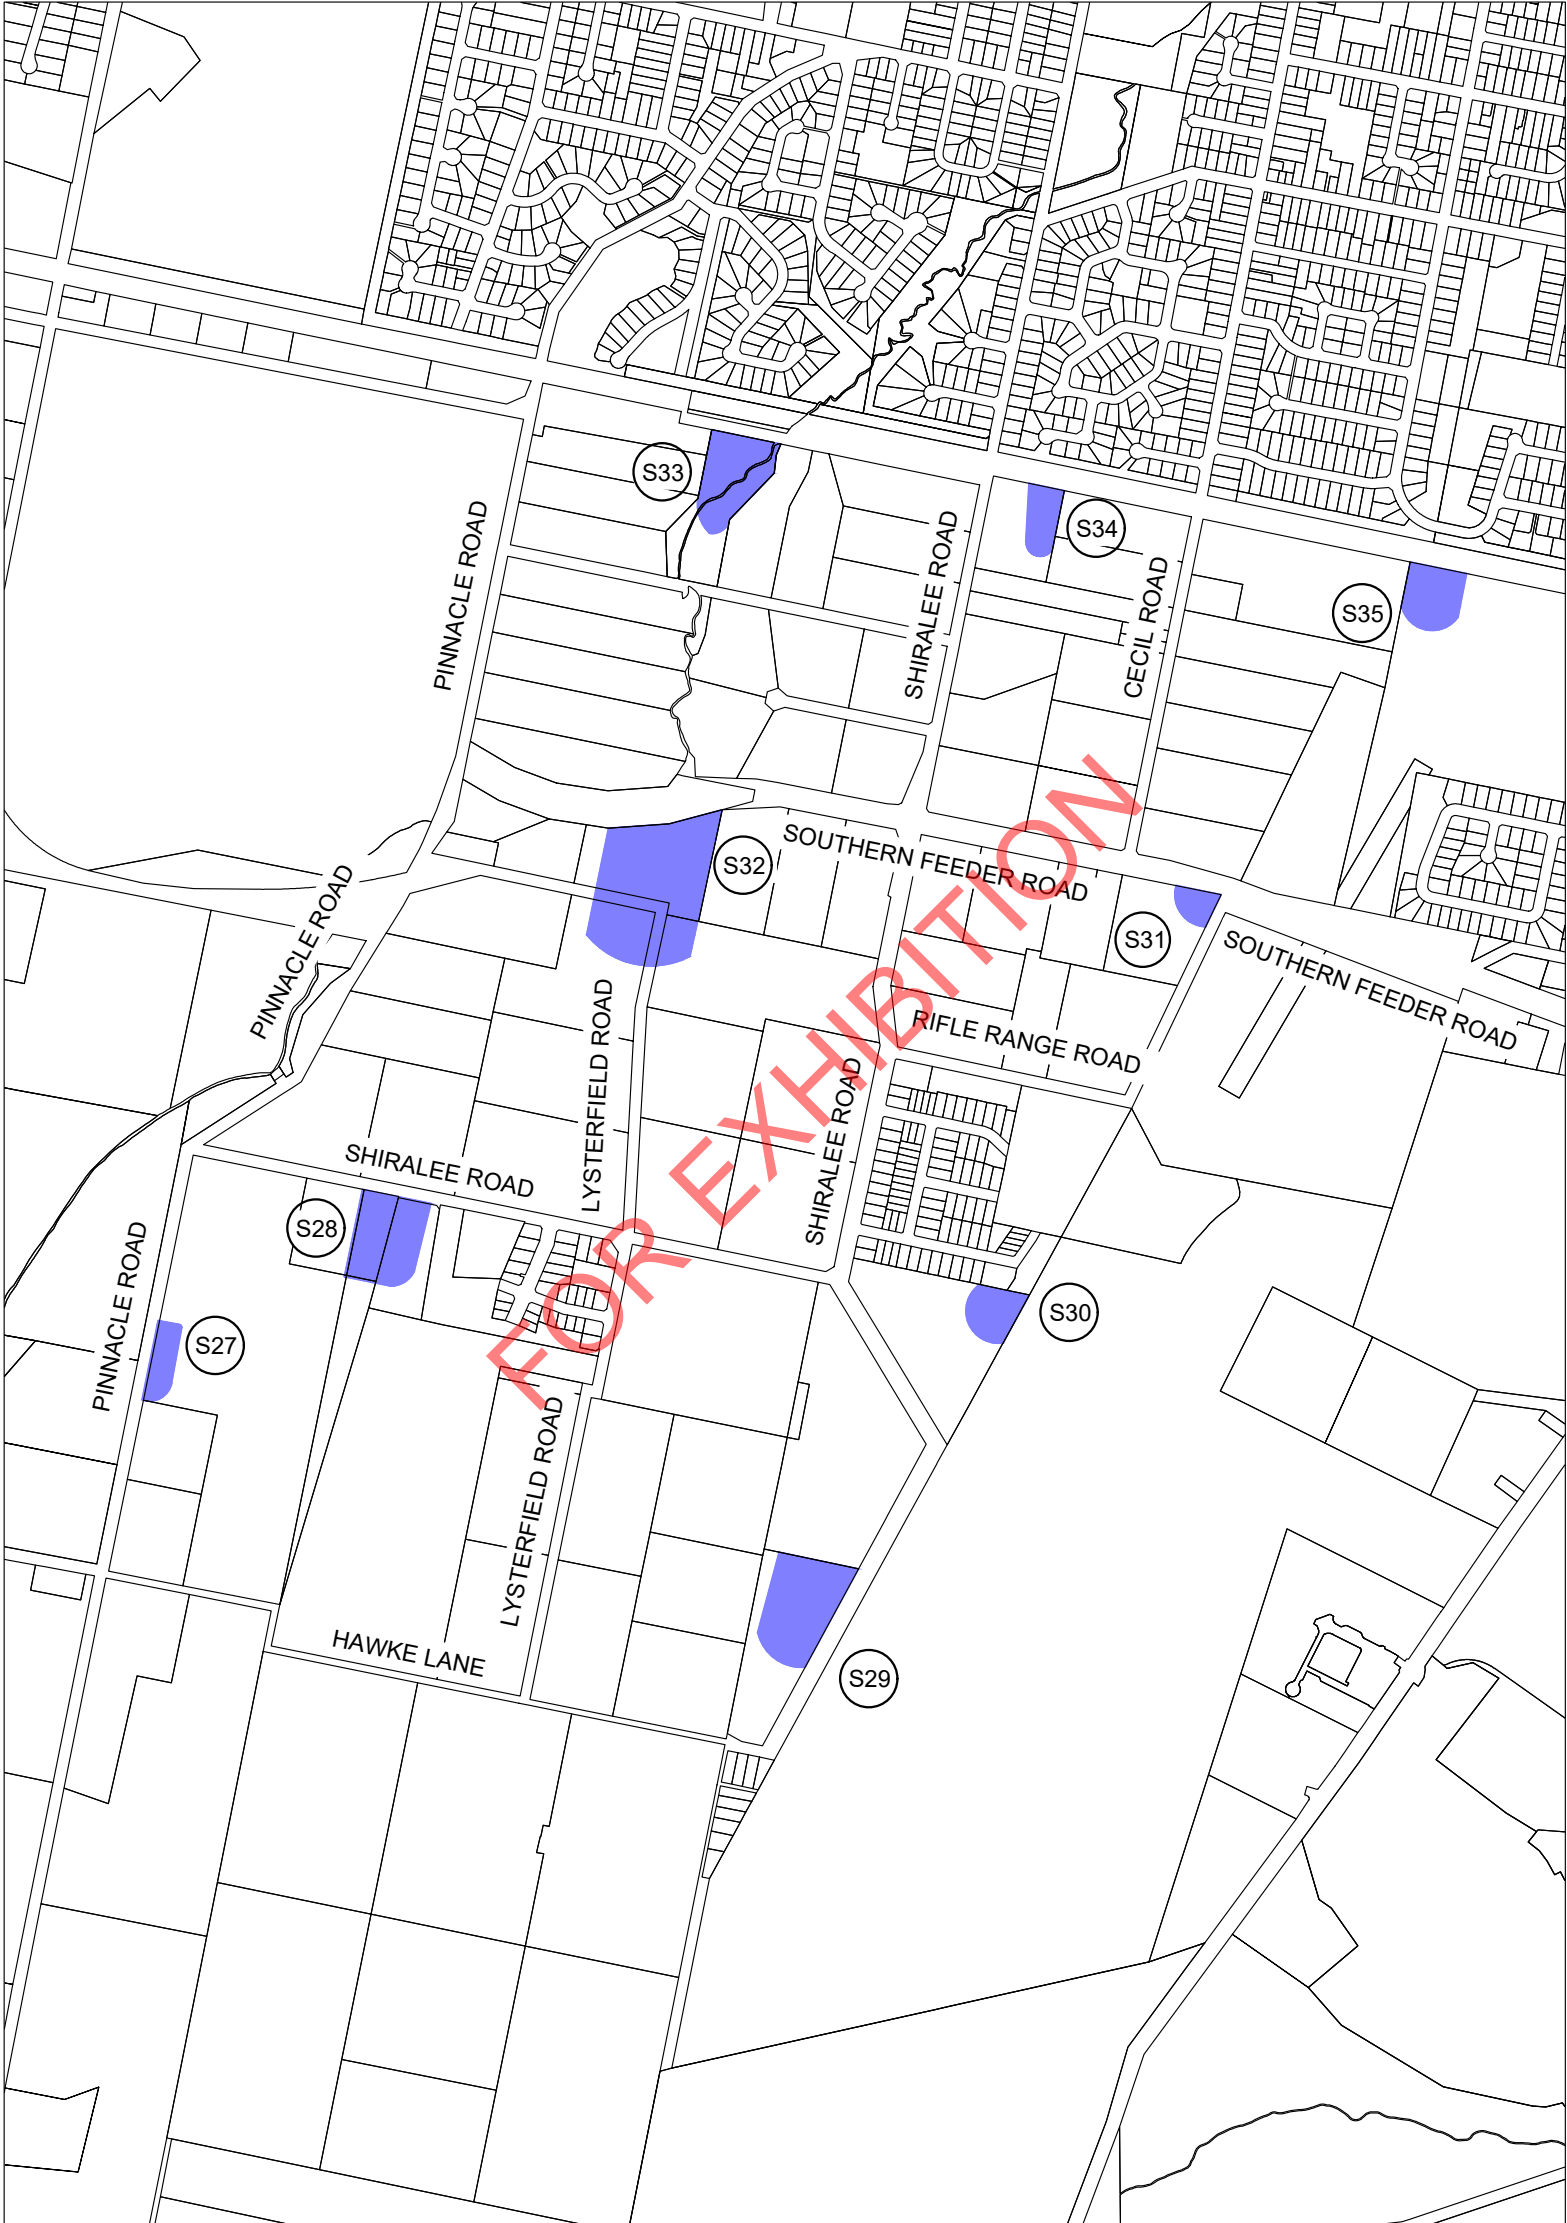 S33
S34
SHIRALEE ROAD
PINNACLE ROAD
CECIL ROAD
S35
SOUTHERN FEEDER ROAD
S32
PINNACLE ROAD
S31
SOUTHERN FEEDER ROAD
LYSTERFIELD ROAD
RIFLE RANGE ROAD
SHIRALEE ROAD
SHIRALEE ROAD
FOR EXHIBITION
S28
PINNACLE ROAD
S30
S27
LYSTERFIELD ROAD
HAWKE LANE
S29